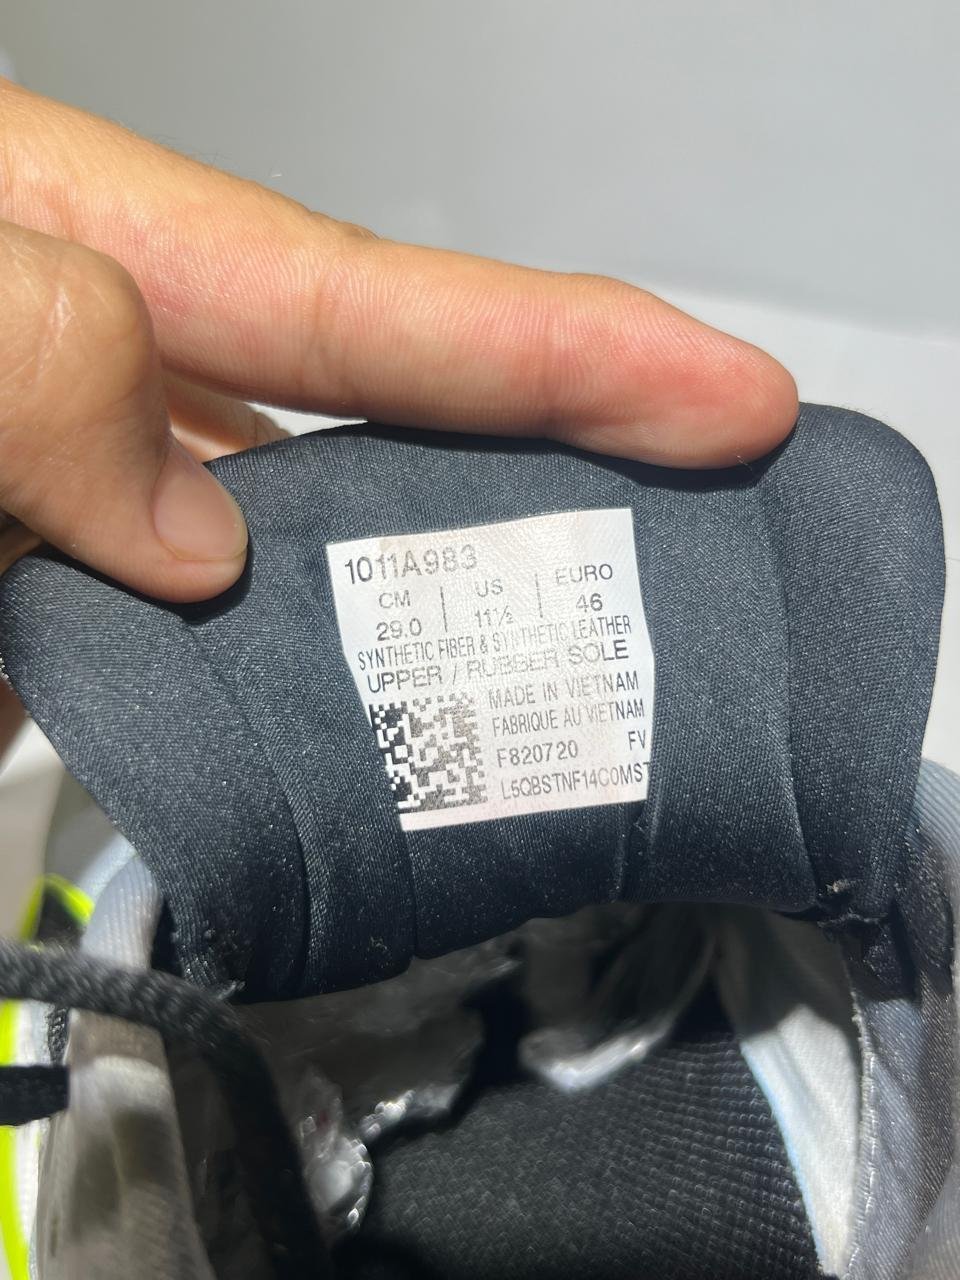 1011A983
CM | US | EURO
29.0 | 11½ | 46
SYNTHETIC FIBER & SYNTHETIC LEATHER
UPPER / RUBBER SOLE
MADE IN VIETNAM
FABRIQUE AU VIETNAM
F820720 FV
L5QBSTNF14C0MST